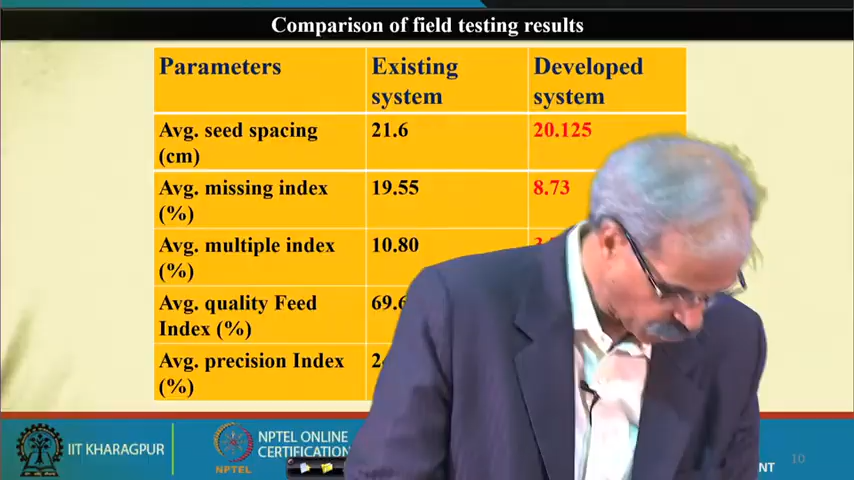 Comparison of field testing results
Parameters Existing system Developed system
Avg. seed spacing (cm) 21.6 20.125
Avg. missing index (%) 19.55 8.73
Avg. multiple index (%) 10.80
Avg. quality Feed Index (%)
Avg. precision Index (%)
IIT KHARAGPUR
NPTEL
NPTEL ONLINE
10